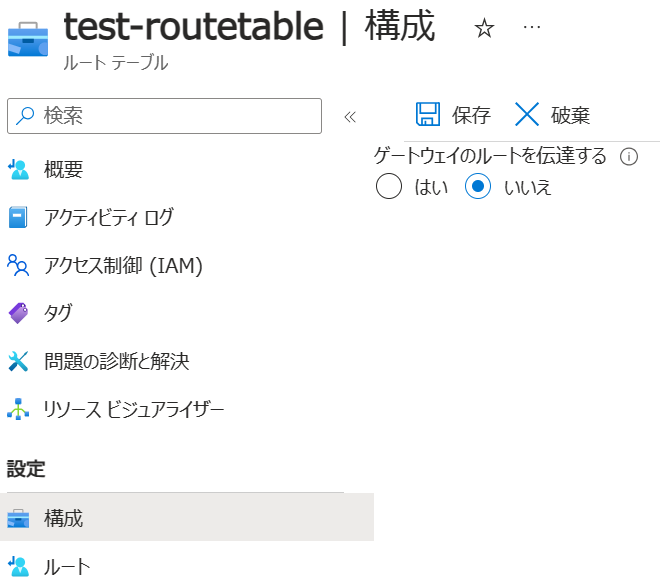 test-routetable | 構成
ルート テーブル
検索
保存
破棄
ゲートウェイのルートを伝達する
はい
いいえ
概要
アクティビティ ログ
アクセス制御 (IAM)
タグ
問題の診断と解決
リソース ビジュアライザー
設定
構成
ルート